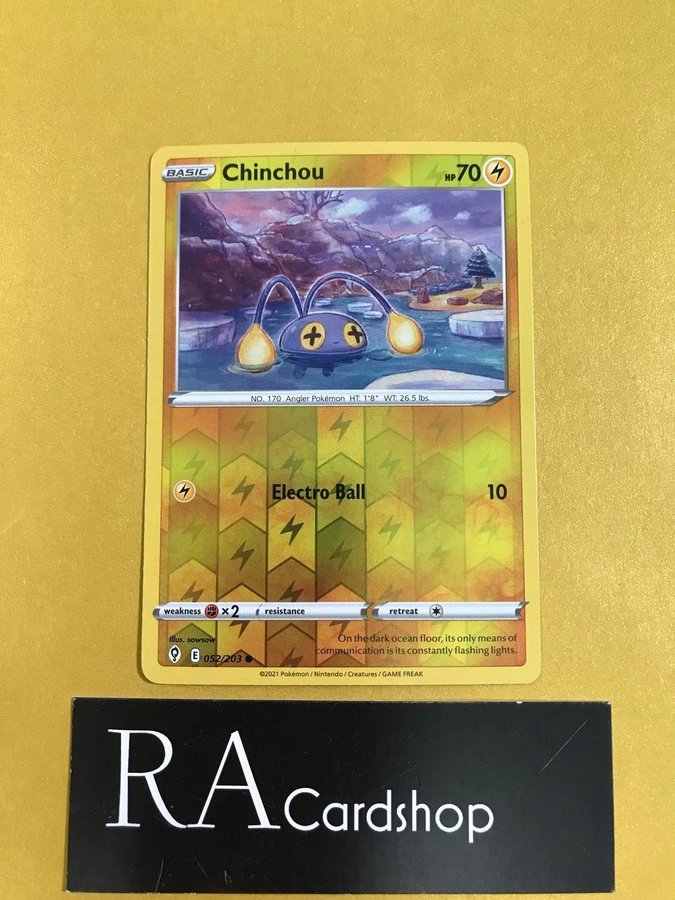 BASIC Chinchou HP 70
NO. 170 Angler Pokémon HT: 1'8" WT: 26.5 lbs.
Electro Ball 10
weakness ×2 resistance retreat
Illus. sowsow
On the dark ocean floor, its only means of
communication is its constantly flashing lights.
E 052/203
©2021 Pokémon / Nintendo / Creatures / GAME FREAK
RA Cardshop